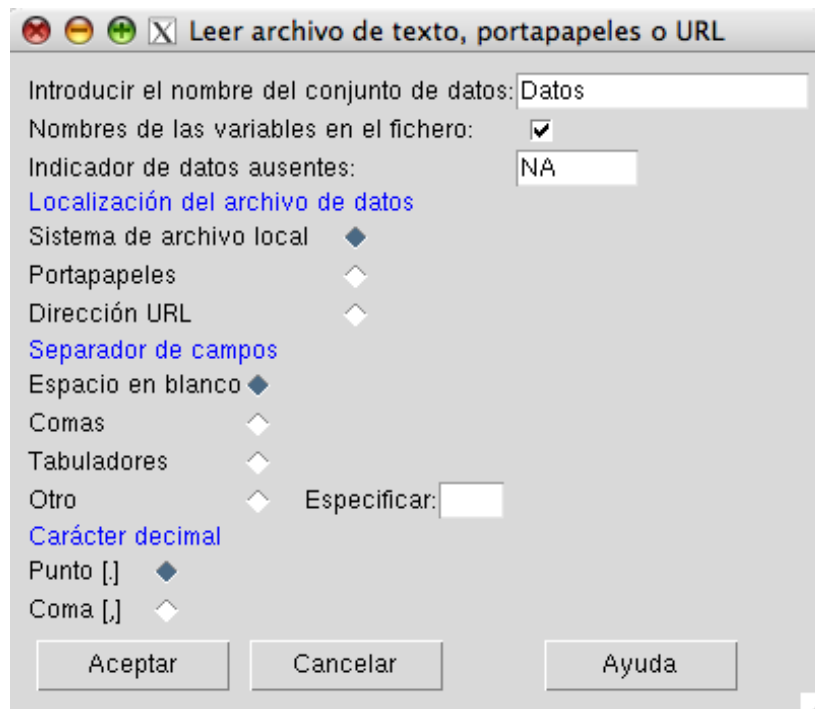 Leer archivo de texto, portapapeles o URL
Introducir el nombre del conjunto de datos: Datos
Nombres de las variables en el fichero:
Indicador de datos ausentes: NA
Localización del archivo de datos
Sistema de archivo local
Portapapeles
Dirección URL
Separador de campos
Espacio en blanco
Comas
Tabuladores
Otro Especificar:
Carácter decimal
Punto [.]
Coma [,]
Aceptar Cancelar Ayuda